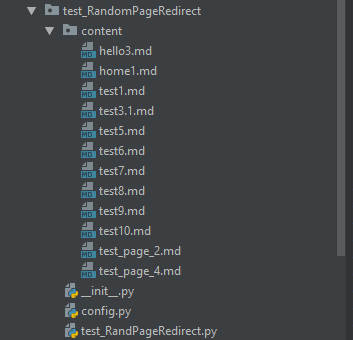 test_RandomPageRedirect
content
hello3.md
home1.md
test1.md
test3.1.md
test5.md
test6.md
test7.md
test8.md
test9.md
test10.md
test_page_2.md
test_page_4.md
__init__.py
config.py
test_RandPageRedirect.py